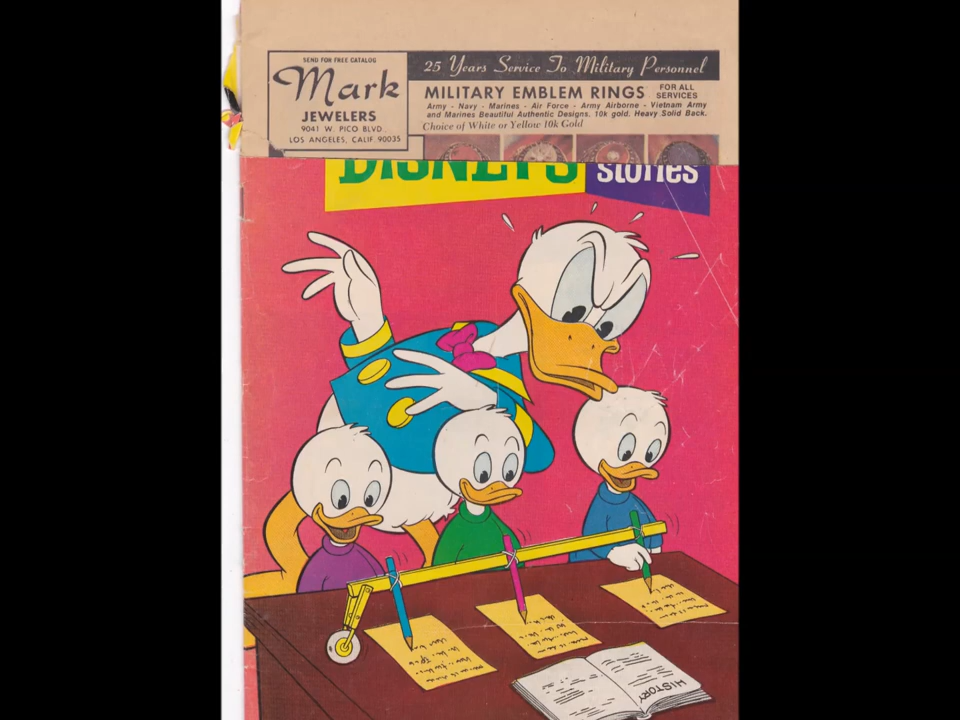 SEND FOR FREE CATALOG
Mark
JEWELERS
9041 W. PICO BLVD.
LOS ANGELES, CALIF 90035
25 Years Service To Military Personnel
MILITARY EMBLEM RINGS FOR ALL SERVICES
Army - Navy - Marines - Air Force - Army Airborne - Vietnam Army
and Marines Beautiful Authentic Designs. 10k gold. Heavy Solid Back.
Choice of White or Yellow 10k Gold
DISNEY'S stories
HISTORY